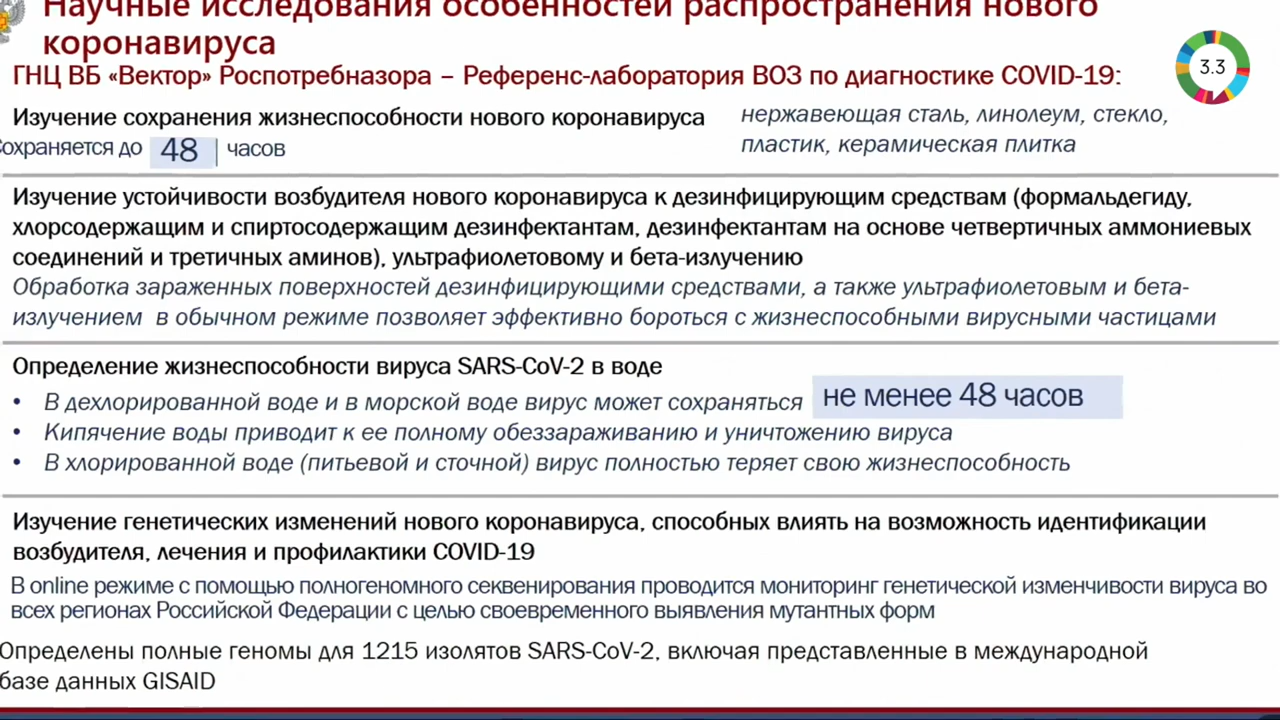 Научные исследования особенностей распространения нового
коронавируса
3.3
ГНЦ ВБ «Вектор» Роспотребназора – Референс-лаборатория ВОЗ по диагностике COVID-19:
Изучение сохранения жизнеспособности нового коронавируса
Сохраняется до 48 часов
нержавеющая сталь, линолеум, стекло,
пластик, керамическая плитка
Изучение устойчивости возбудителя нового коронавируса к дезинфицирующим средствам (формальдегиду,
хлорсодержащим и спиртосодержащим дезинфектантам, дезинфектантам на основе четвертичных аммониевых
соединений и третичных аминов), ультрафиолетовому и бета-излучению
Обработка зараженных поверхностей дезинфицирующими средствами, а также ультрафиолетовым и бета-
излучением в обычном режиме позволяет эффективно бороться с жизнеспособными вирусными частицами
Определение жизнеспособности вируса SARS-CoV-2 в воде
• В дехлорированной воде и в морской воде вирус может сохраняться не менее 48 часов
• Кипячение воды приводит к ее полному обеззараживанию и уничтожению вируса
• В хлорированной воде (питьевой и сточной) вирус полностью теряет свою жизнеспособность
Изучение генетических изменений нового коронавируса, способных влиять на возможность идентификации
возбудителя, лечения и профилактики COVID-19
В online режиме с помощью полногеномного секвенирования проводится мониторинг генетической изменчивости вируса во
всех регионах Российской Федерации с целью своевременного выявления мутантных форм
Определены полные геномы для 1215 изолятов SARS-CoV-2, включая представленные в международной
базе данных GISAID